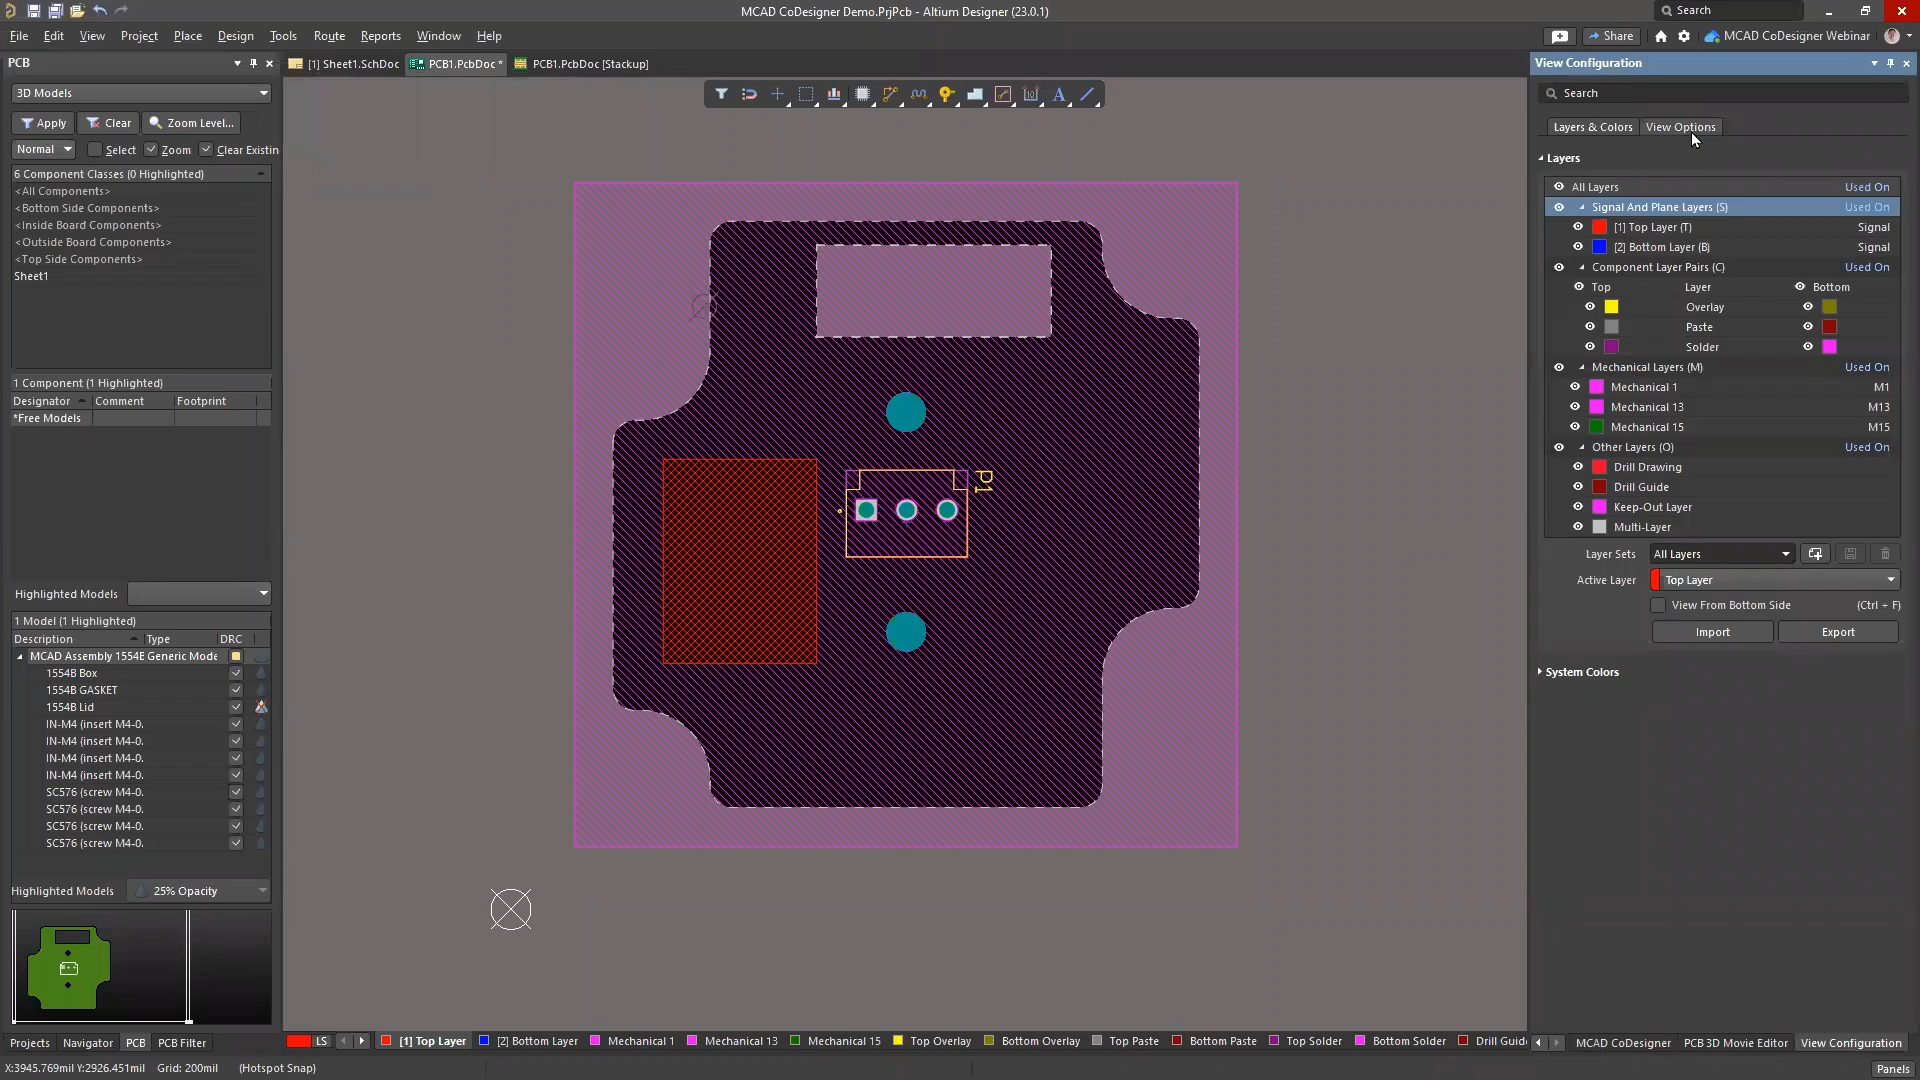 MCAD CoDesigner Demo.PrjPcb - Altium Designer (23.0.1)
Search
File Edit View Project Place Design Tools Route Reports Window Help
Share
MCAD CoDesigner Webinar
PCB
[1] Sheet1.SchDoc
PCB1.PcbDoc *
PCB1.PcbDoc [Stackup]
View Configuration
3D Models
Search
Apply
Clear
Zoom Level...
Layers & Colors
View Options
Normal
Select
Zoom
Clear Existin
Layers
6 Component Classes (0 Highlighted)
<All Components>
<Bottom Side Components>
<Inside Board Components>
<Outside Board Components>
<Top Side Components>
Sheet1
All Layers Used On
Signal And Plane Layers (S) Used On
[1] Top Layer (T) Signal
[2] Bottom Layer (B) Signal
Component Layer Pairs (C) Used On
Top Layer Bottom
Overlay
Paste
Solder
Mechanical Layers (M) Used On
Mechanical 1 M1
Mechanical 13 M13
Mechanical 15 M15
Other Layers (O) Used On
Drill Drawing
Drill Guide
Keep-Out Layer
Multi-Layer
1 Component (1 Highlighted)
Designator Comment Footprint
*Free Models
P1
Layer Sets All Layers
Active Layer Top Layer
View From Bottom Side (Ctrl + F)
Import Export
System Colors
Highlighted Models
1 Model (1 Highlighted)
Description Type DRC
MCAD Assembly 1554E Generic Mode
1554B Box
1554B GASKET
1554B Lid
IN-M4 (insert M4-0.
IN-M4 (insert M4-0.
IN-M4 (insert M4-0.
IN-M4 (insert M4-0.
SC576 (screw M4-0.
SC576 (screw M4-0.
SC576 (screw M4-0.
SC576 (screw M4-0.
Highlighted Models 25% Opacity
Projects Navigator PCB PCB Filter
LS [1] Top Layer [2] Bottom Layer Mechanical 1 Mechanical 13 Mechanical 15 Top Overlay Bottom Overlay Top Paste Bottom Paste Top Solder Bottom Solder Drill Guid
MCAD CoDesigner PCB 3D Movie Editor View Configuration
X:3945.769mil Y:2926.451mil Grid: 200mil (Hotspot Snap)
Panels